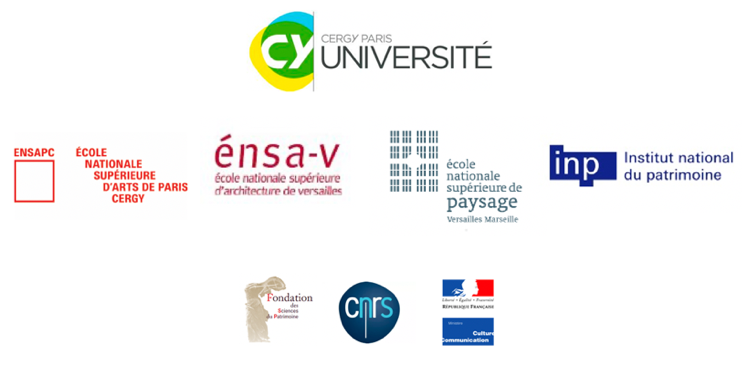 CY
CERGY PARIS
UNIVERSITÉ
ENSAPC
ÉCOLE
NATIONALE
SUPÉRIEURE
D'ARTS DE PARIS
CERGY
énsa-v
école nationale supérieure
d'architecture de versailles
école
nationale
supérieure de
paysage
Versailles Marseille
inp
Institut national
du patrimoine
Fondation
des
Sciences
du Patrimoine
cnrs
Liberté • Égalité • Fraternité
RÉPUBLIQUE FRANÇAISE
Ministère
Culture
Communication